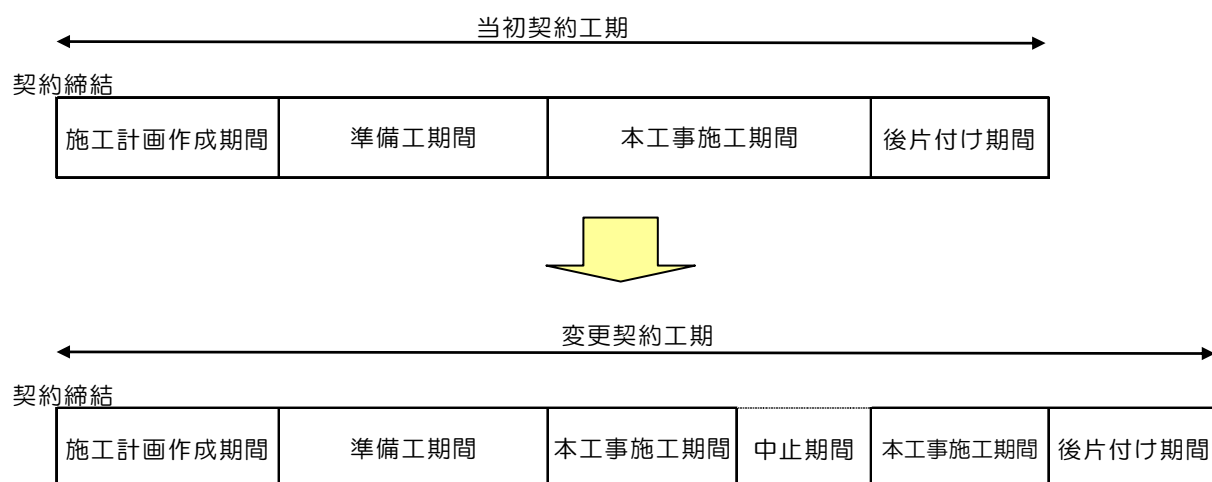 当初契約工期
契約締結
施工計画作成期間 準備工期間 本工事施工期間 後片付け期間
変更契約工期
契約締結
施工計画作成期間 準備工期間 本工事施工期間 中止期間 本工事施工期間 後片付け期間